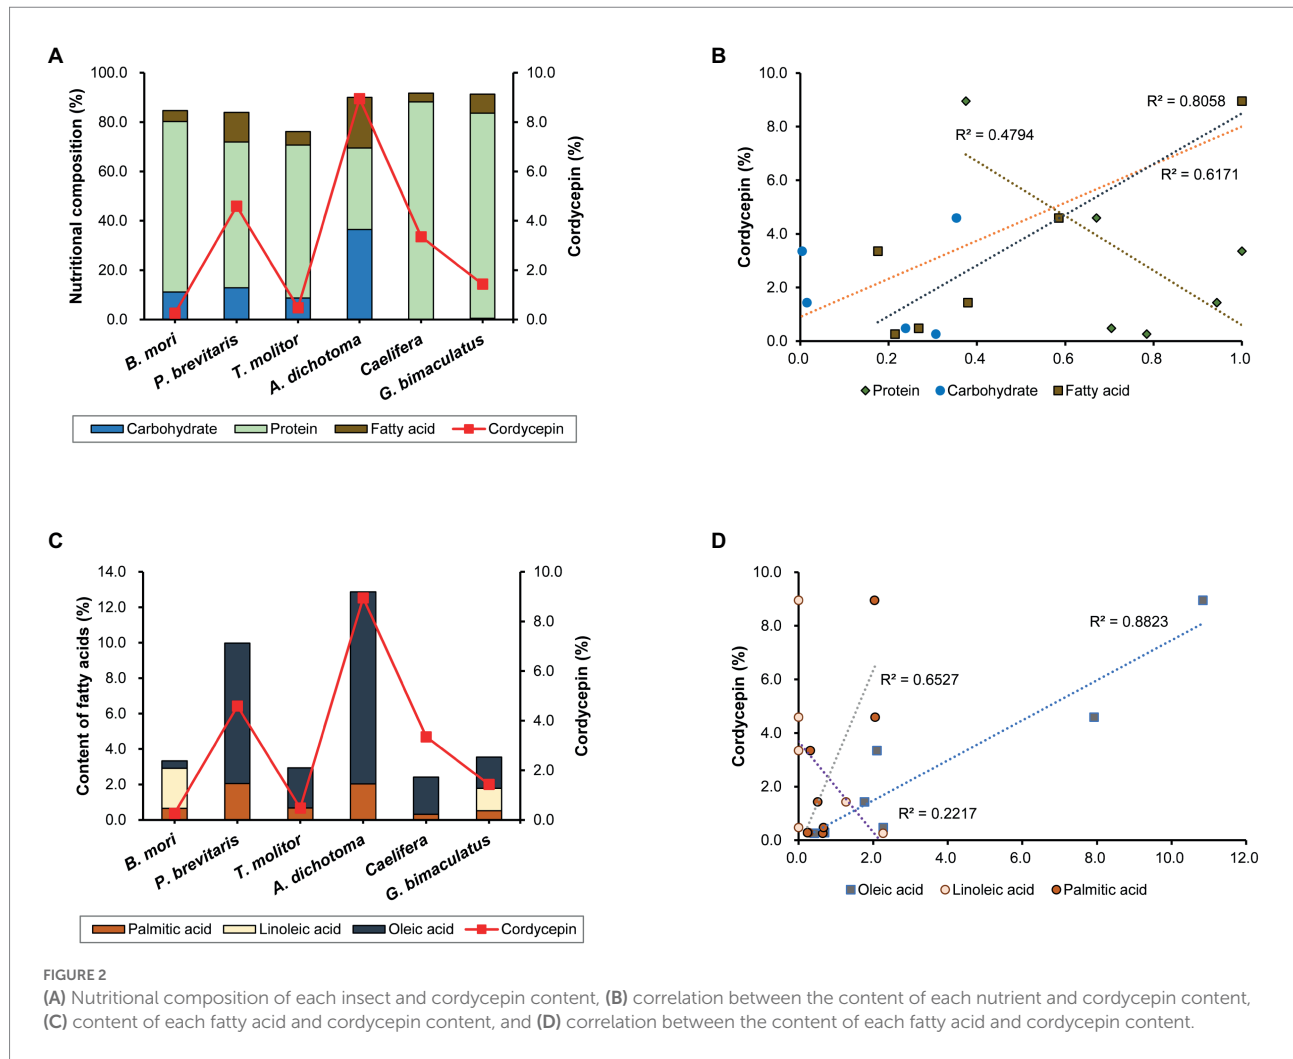 A
100.0
80.0
60.0
40.0
20.0
0.0
Nutritional composition (%)
10.0
8.0
6.0
4.0
2.0
0.0
Cordycepin (%)
B. mori
P. brevitaris
T. molitor
A. dichotoma
Caelifera
G. bimaculatus
Carbohydrate Protein Fatty acid Cordycepin
B
10.0
8.0
6.0
4.0
2.0
0.0
Cordycepin (%)
R² = 0.8058
R² = 0.4794
R² = 0.6171
0.0 0.2 0.4 0.6 0.8 1.0
Protein Carbohydrate Fatty acid
C
14.0
12.0
10.0
8.0
6.0
4.0
2.0
0.0
Content of fatty acids (%)
10.0
8.0
6.0
4.0
2.0
0.0
Cordycepin (%)
B. mori
P. brevitaris
T. molitor
A. dichotoma
Caelifera
G. bimaculatus
Palmitic acid Linoleic acid Oleic acid Cordycepin
D
10.0
8.0
6.0
4.0
2.0
0.0
Cordycepin (%)
R² = 0.8823
R² = 0.6527
R² = 0.2217
0.0 2.0 4.0 6.0 8.0 10.0 12.0
Oleic acid Linoleic acid Palmitic acid
FIGURE 2
(A) Nutritional composition of each insect and cordycepin content, (B) correlation between the content of each nutrient and cordycepin content,
(C) content of each fatty acid and cordycepin content, and (D) correlation between the content of each fatty acid and cordycepin content.